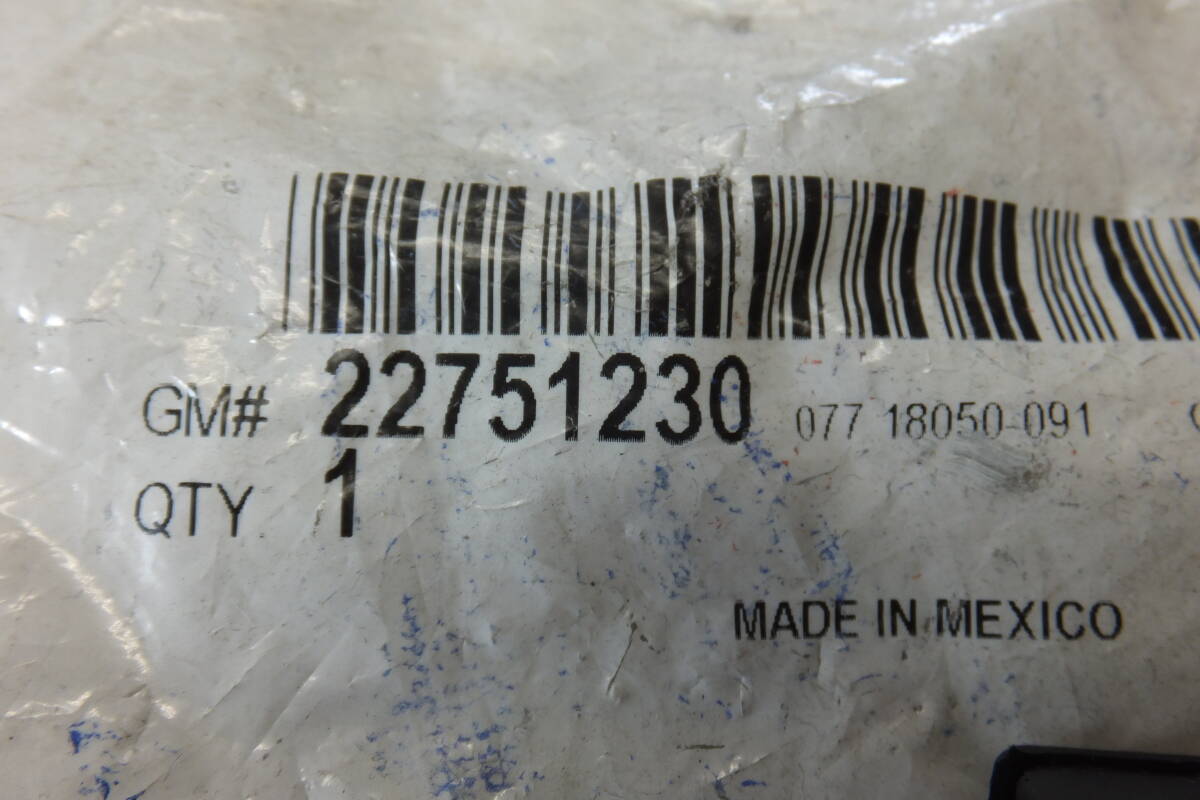 GM# 22751230 077 18050-091
QTY 1
MADE IN MEXICO